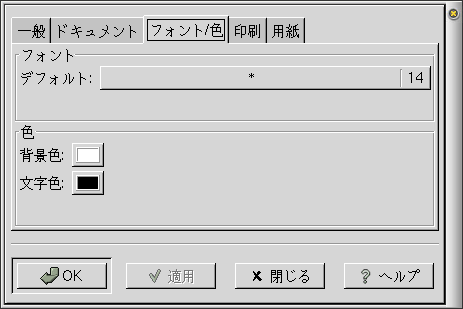 一般 ドキュメント フォント/色 印刷 用紙
フォント
デフォルト: * 14
色
背景色:
文字色:
OK 適用 閉じる ヘルプ